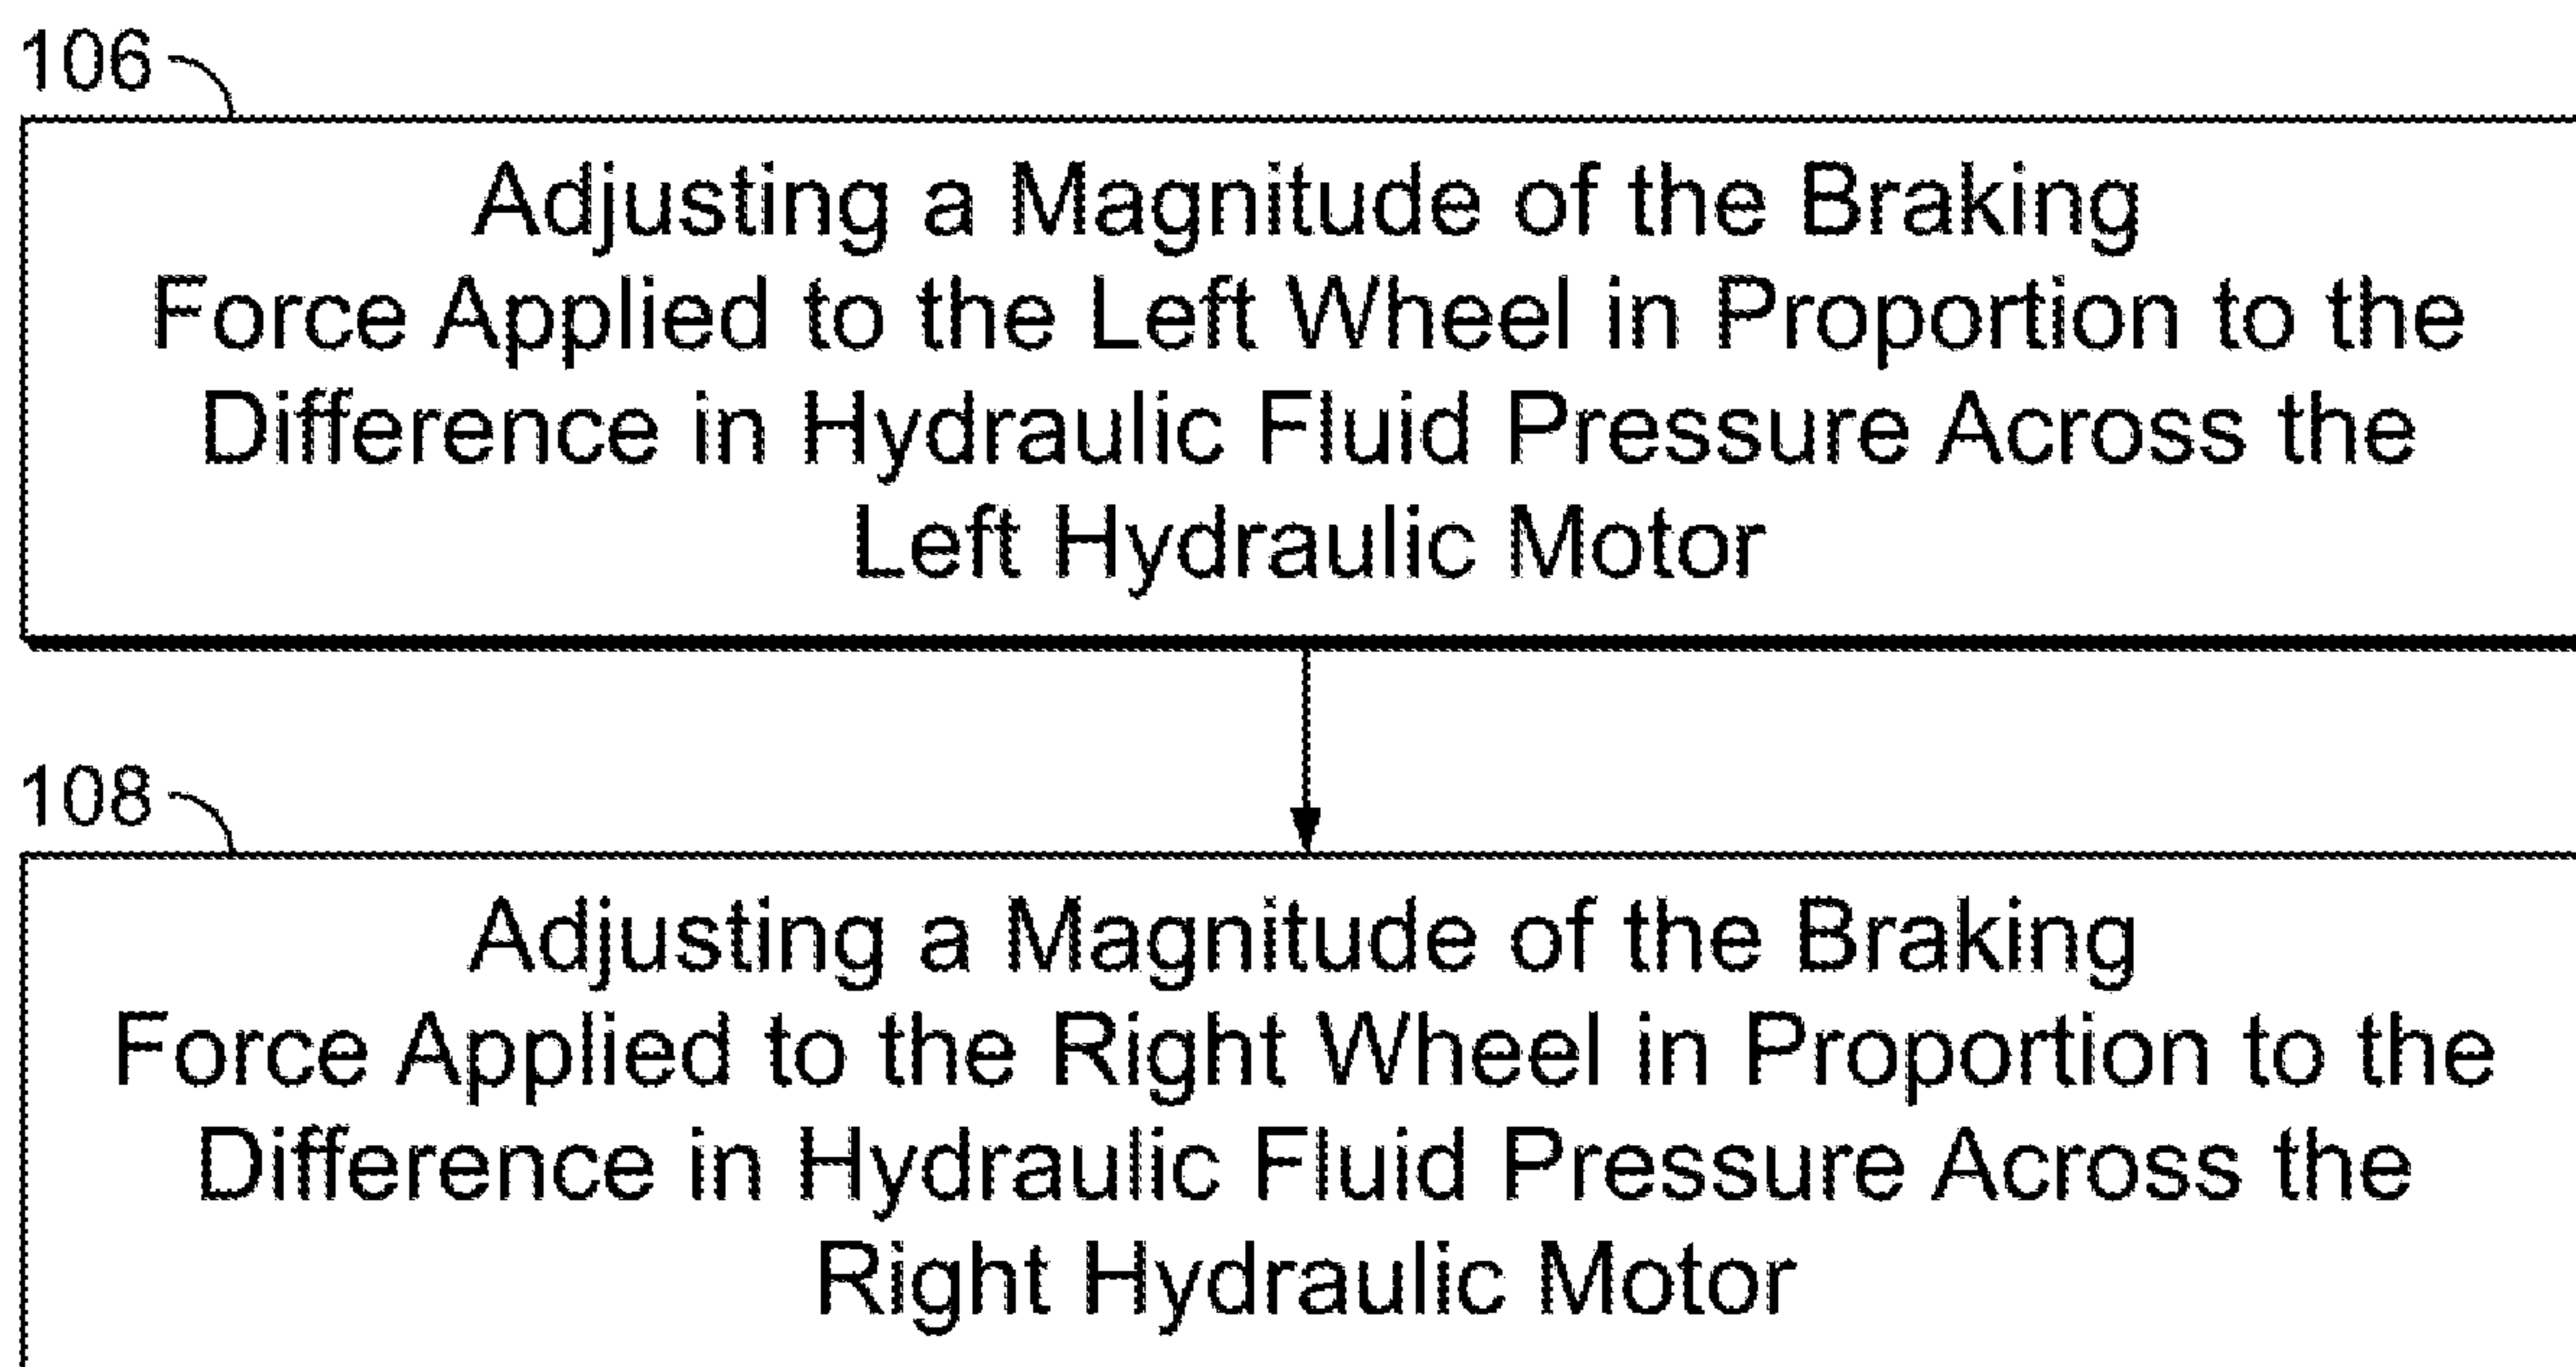 106
Adjusting a Magnitude of the Braking
Force Applied to the Left Wheel in Proportion to the
Difference in Hydraulic Fluid Pressure Across the
Left Hydraulic Motor
108
Adjusting a Magnitude of the Braking
Force Applied to the Right Wheel in Proportion to the
Difference in Hydraulic Fluid Pressure Across the
Right Hydraulic Motor